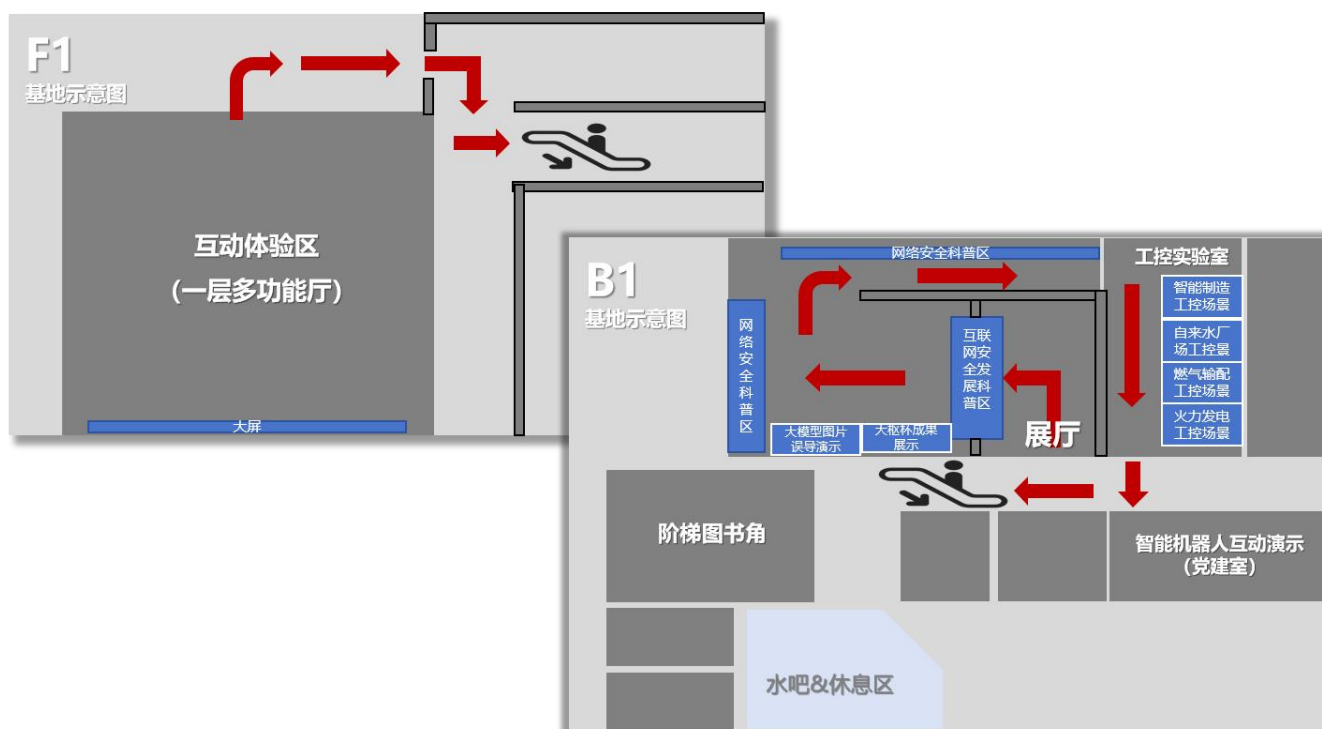 F1
基地示意图
互动体验区
(一层多功能厅)
大屏
B1
基地示意图
网络安全科普区
网
络
安
全
科
普
区
互联
网安
全发
展科
普区
大模型图片
误导演示
大枢杯成果
展示
展厅
工控实验室
智能制造
工控场景
自来水厂
场工控景
燃气输配
工控场景
火力发电
工控场景
阶梯图书角
智能机器人互动演示
(党建室)
水吧&休息区